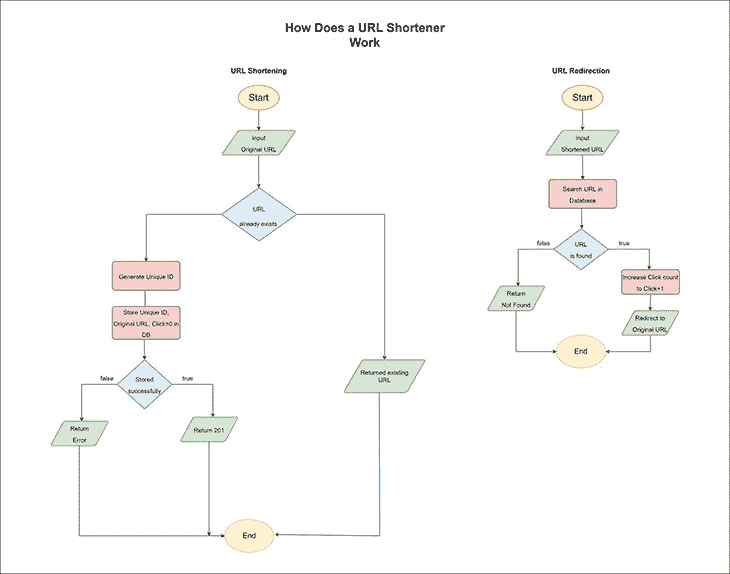 How Does a URL Shortener
Work
URL Shortening
Start
Input
Original URL
URL
already exists
Generate Unique ID
Store Unique ID,
Original URL, Click=0 in
DB
false
Stored
successfully
true
Return
Error
Return 201
Returned existing
URL
End
URL Redirection
Start
Input
Shortened URL
Search URL in
Database
false
URL
is found
true
Return
Not Found
Increase Click count
to Click+1
Redirect to
Original URL
End